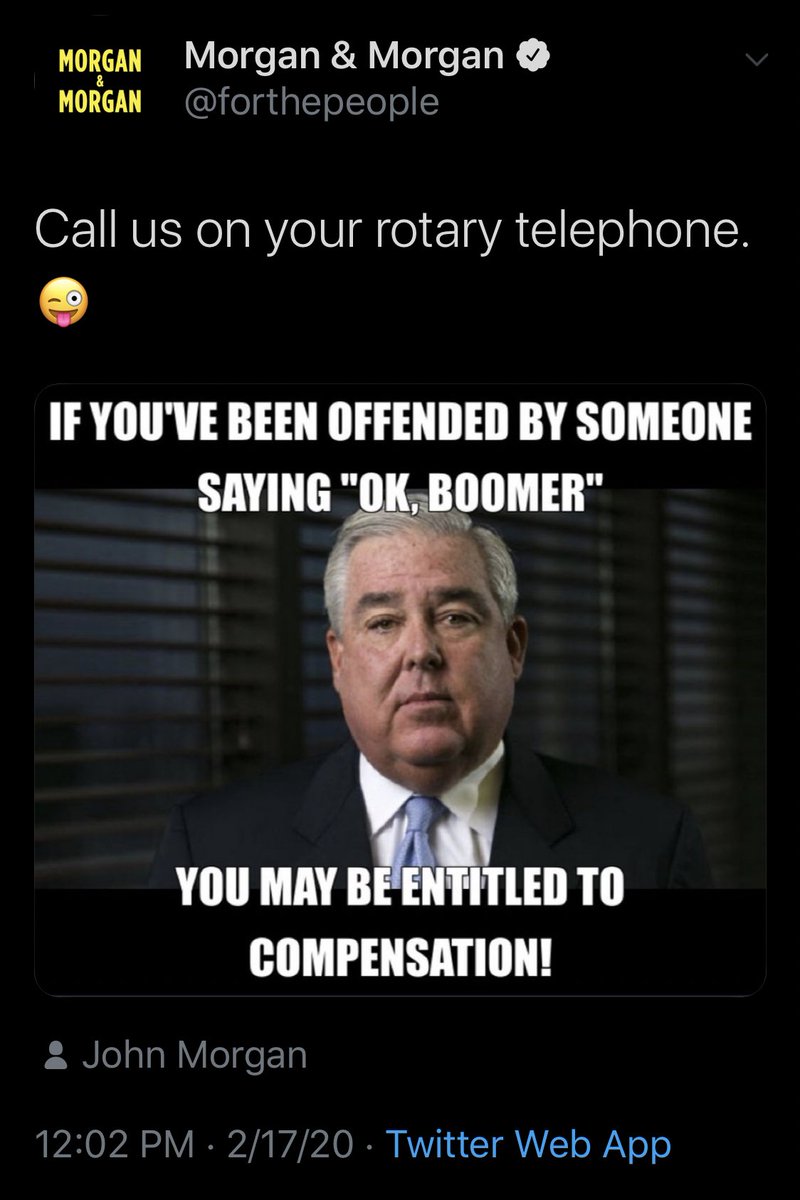 MORGAN
&
MORGAN
Morgan & Morgan
@forthepeople
Call us on your rotary telephone.
😜
IF YOU'VE BEEN OFFENDED BY SOMEONE
SAYING "OK, BOOMER"
YOU MAY BE ENTITLED TO
COMPENSATION!
John Morgan
12:02 PM · 2/17/20 · Twitter Web App